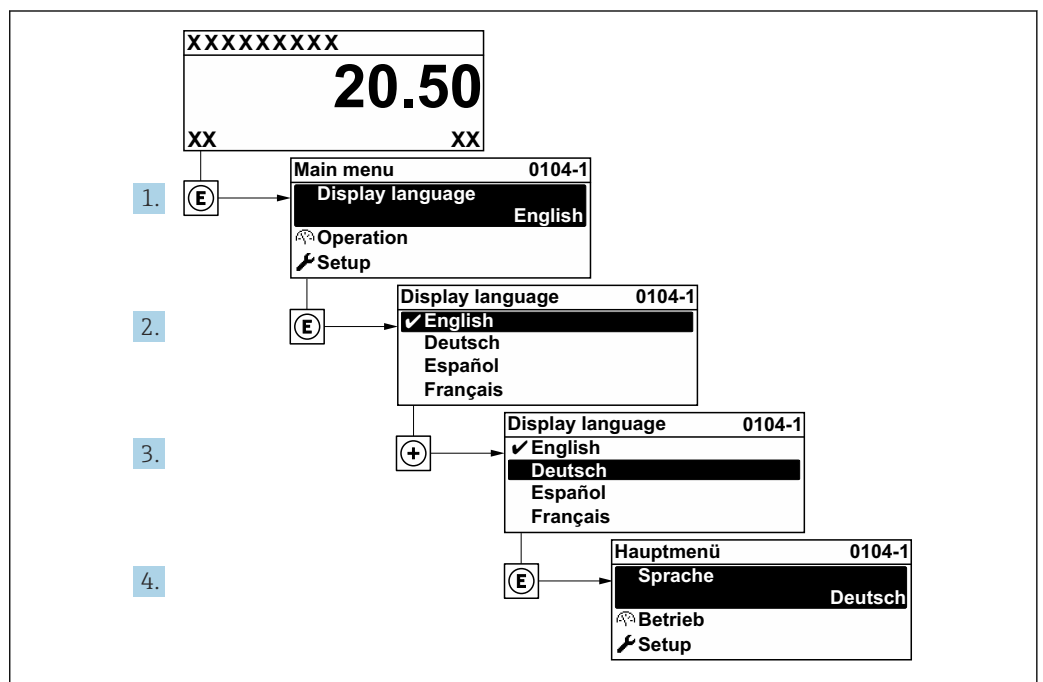 XXXXXXXXX
20.50
XX XX
1.
E
Main menu 0104-1
Display language
English
Operation
Setup
2.
E
Display language 0104-1
✔English
Deutsch
Español
Français
3.
+
Display language 0104-1
✔English
Deutsch
Español
Français
4.
E
Hauptmenü 0104-1
Sprache
Deutsch
Betrieb
Setup